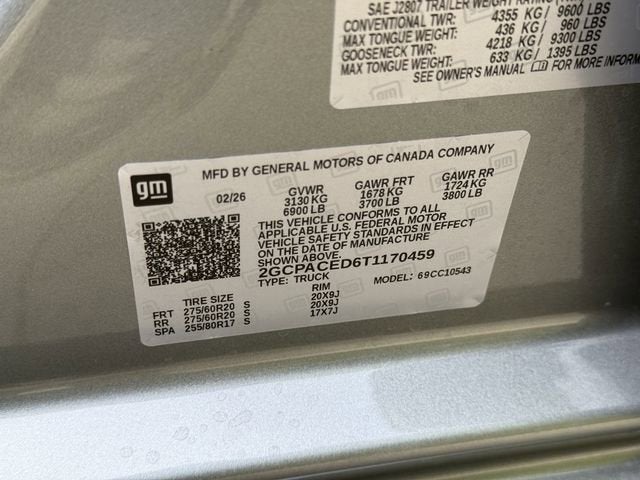 SAE J2807 TRAILER WEIGHT RATING
CONVENTIONAL TWR: 4355 KG/ 9600 LBS
MAX TONGUE WEIGHT: 436 KG/ 960 LBS
GOOSENECK TWR: 4218 KG/ 9300 LBS
MAX TONGUE WEIGHT: 633 KG/ 1395 LBS
SEE OWNER'S MANUAL FOR MORE INFORM
gm
MFD BY GENERAL MOTORS OF CANADA COMPANY
02/26 GVWR GAWR FRT GAWR RR
3130 KG 1678 KG 1724 KG
6900 LB 3700 LB 3800 LB
THIS VEHICLE CONFORMS TO ALL
APPLICABLE U.S. FEDERAL MOTOR
VEHICLE SAFETY STANDARDS IN EFFECT
ON THE DATE OF MANUFACTURE
2GCPACED6T1170459
TYPE: TRUCK MODEL: 69CC10543
TIRE SIZE RIM
FRT 275/60R20 S 20X9J
RR 275/60R20 S 20X9J
SPA 255/80R17 S 17X7J